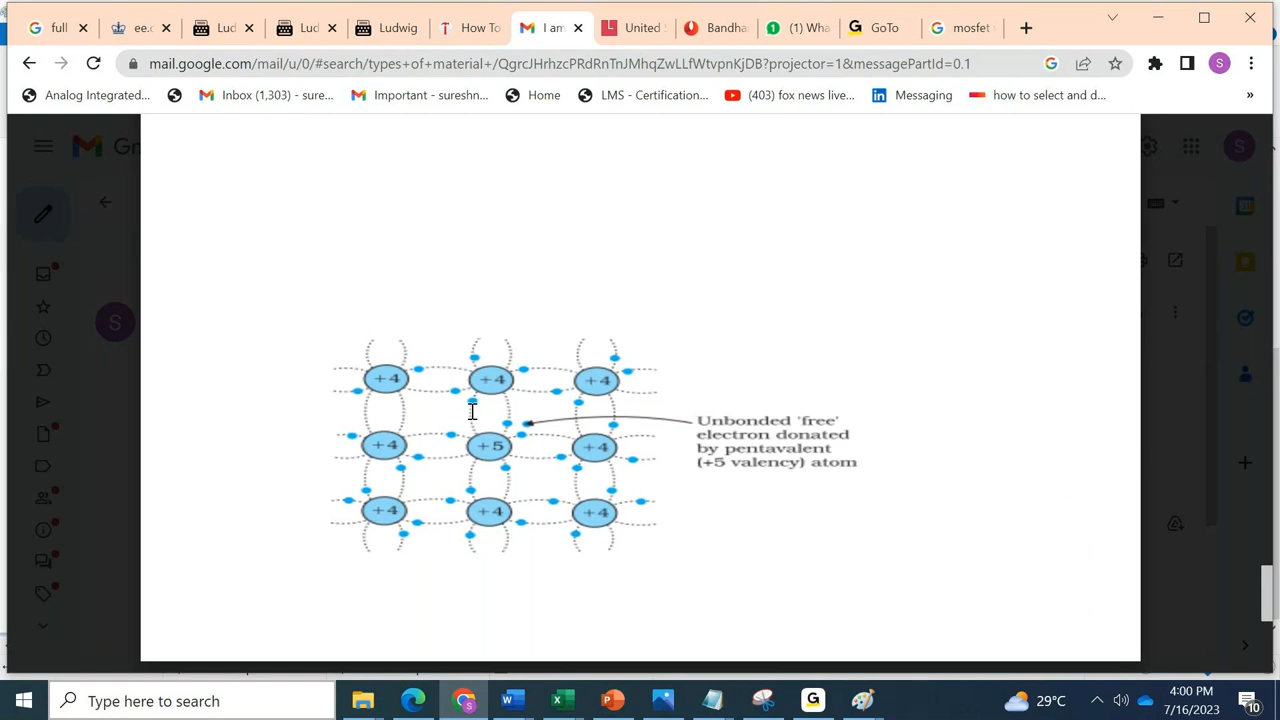 full
ee.c
Lud
Lud
Ludwig
How To
I am
United
Bandha
(1) Wha
GoTo
mosfet
mail.google.com/mail/u/0/#search/types+of+material+/QgrcJHrhzcPRdRnTnJMhqZwLLfWtvpnKjDB?projector=1&messagePartId=0.1
S
Analog Integrated...
Inbox (1,303) - sure...
Important - sureshn...
Home
LMS - Certification...
(403) fox news live...
Messaging
how to select and d...
»
S
S
+4 +4 +4
+4 +5 +4
+4 +4 +4
Unbonded 'free'
electron donated
by pentavalent
(+5 valency) atom
Type here to search
29°C
4:00 PM
7/16/2023
10